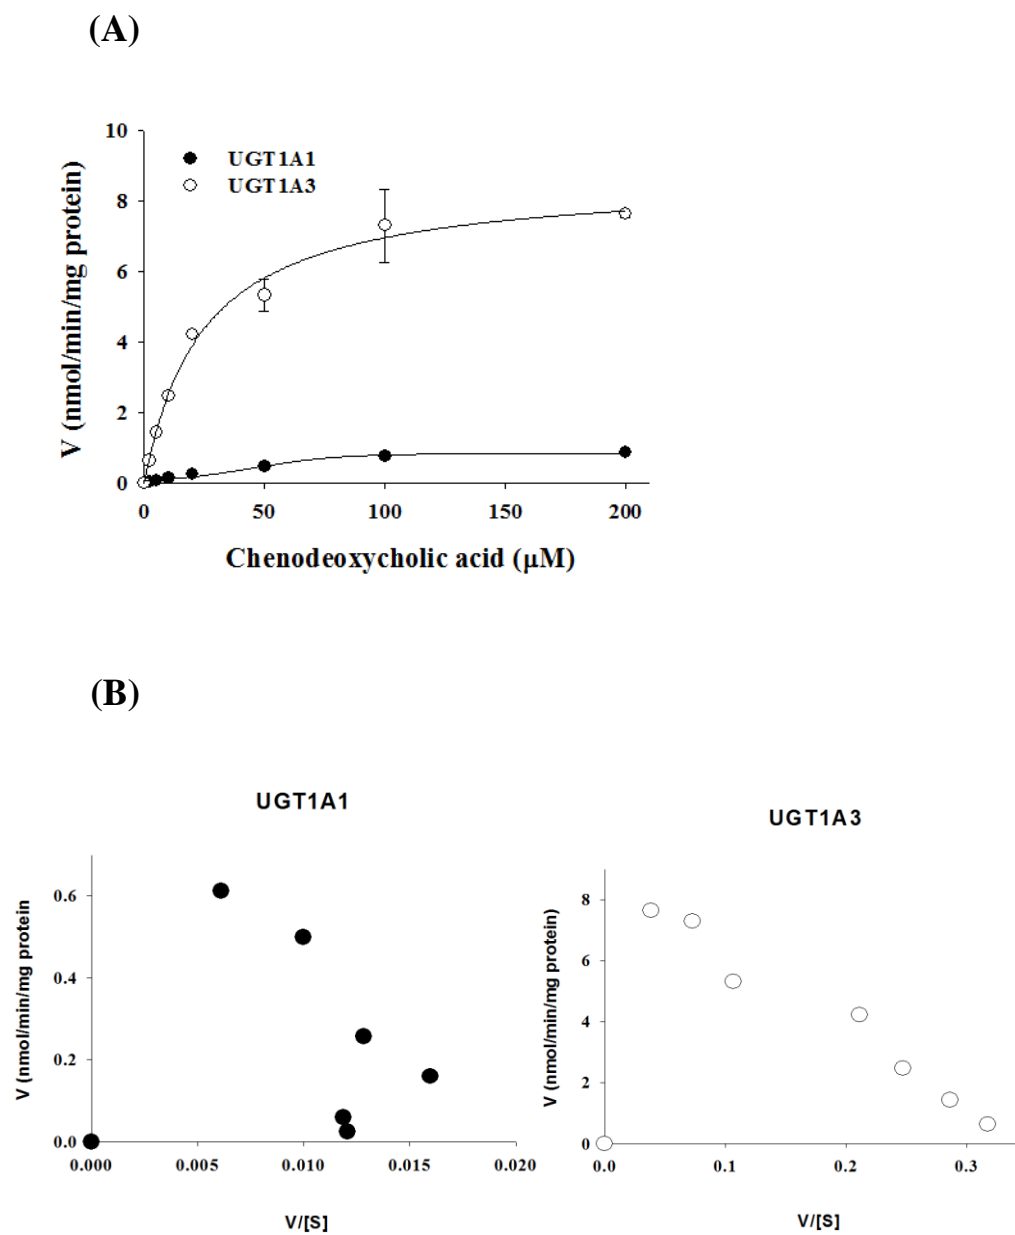 (A)
10
8
6
4
2
0
V (nmol/min/mg protein)
UGT1A1
UGT1A3
0 50 100 150 200
Chenodeoxycholic acid (μM)
(B)
UGT1A1
0.6
0.4
0.2
0.0
V (nmol/min/mg protein
0.000 0.005 0.010 0.015 0.020
V/[S]
UGT1A3
8
6
4
2
0
V (nmol/min/mg protein)
0.0 0.1 0.2 0.3
V/[S]